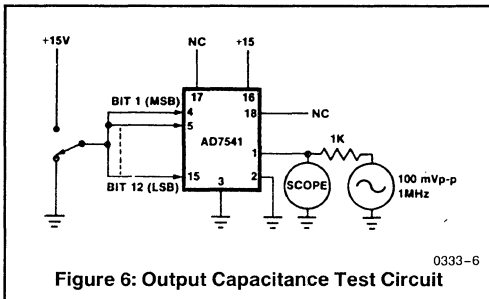 +15V
NC
+15
17
16
BIT 1 (MSB)
4
18
NC
5
1K
AD7541
1
15
2
SCOPE
100 mVp-p
1MHz
BIT 12 (LSB)
3
0333–6
Figure 6: Output Capacitance Test Circuit